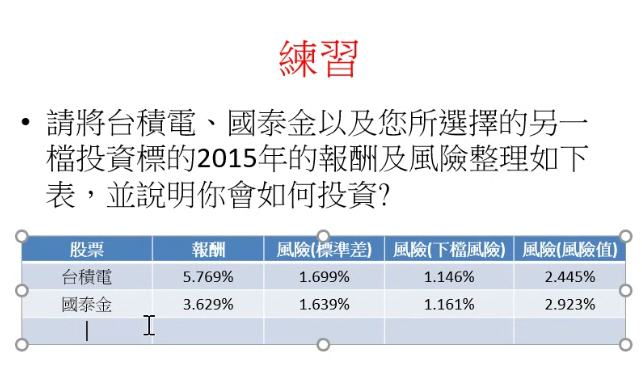 練習
• 請將台積電、國泰金以及您所選擇的另一
檔投資標的2015年的報酬及風險整理如下
表，並說明你會如何投資?
股票 報酬 風險(標準差) 風險(下檔風險) 風險(風險值)
台積電 5.769% 1.699% 1.146% 2.445%
國泰金 3.629% 1.639% 1.161% 2.923%